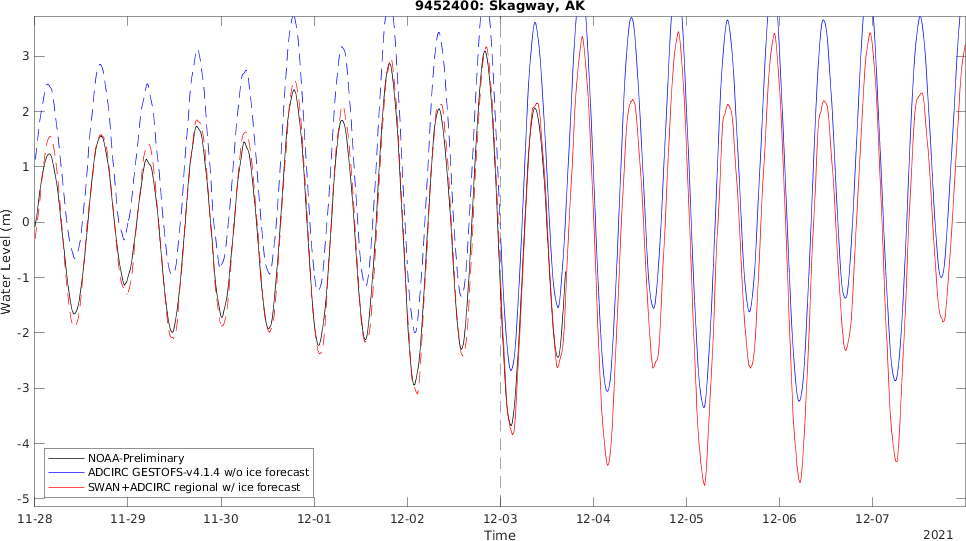 9452400: Skagway, AK
Water Level (m)
3
2
1
0
-1
-2
-3
-4
-5
NOAA-Preliminary
ADCIRC GESTOFS-v4.1.4 w/o ice forecast
SWAN+ADCIRC regional w/ ice forecast
11-28 11-29 11-30 12-01 12-02 12-03 12-04 12-05 12-06 12-07
Time
2021